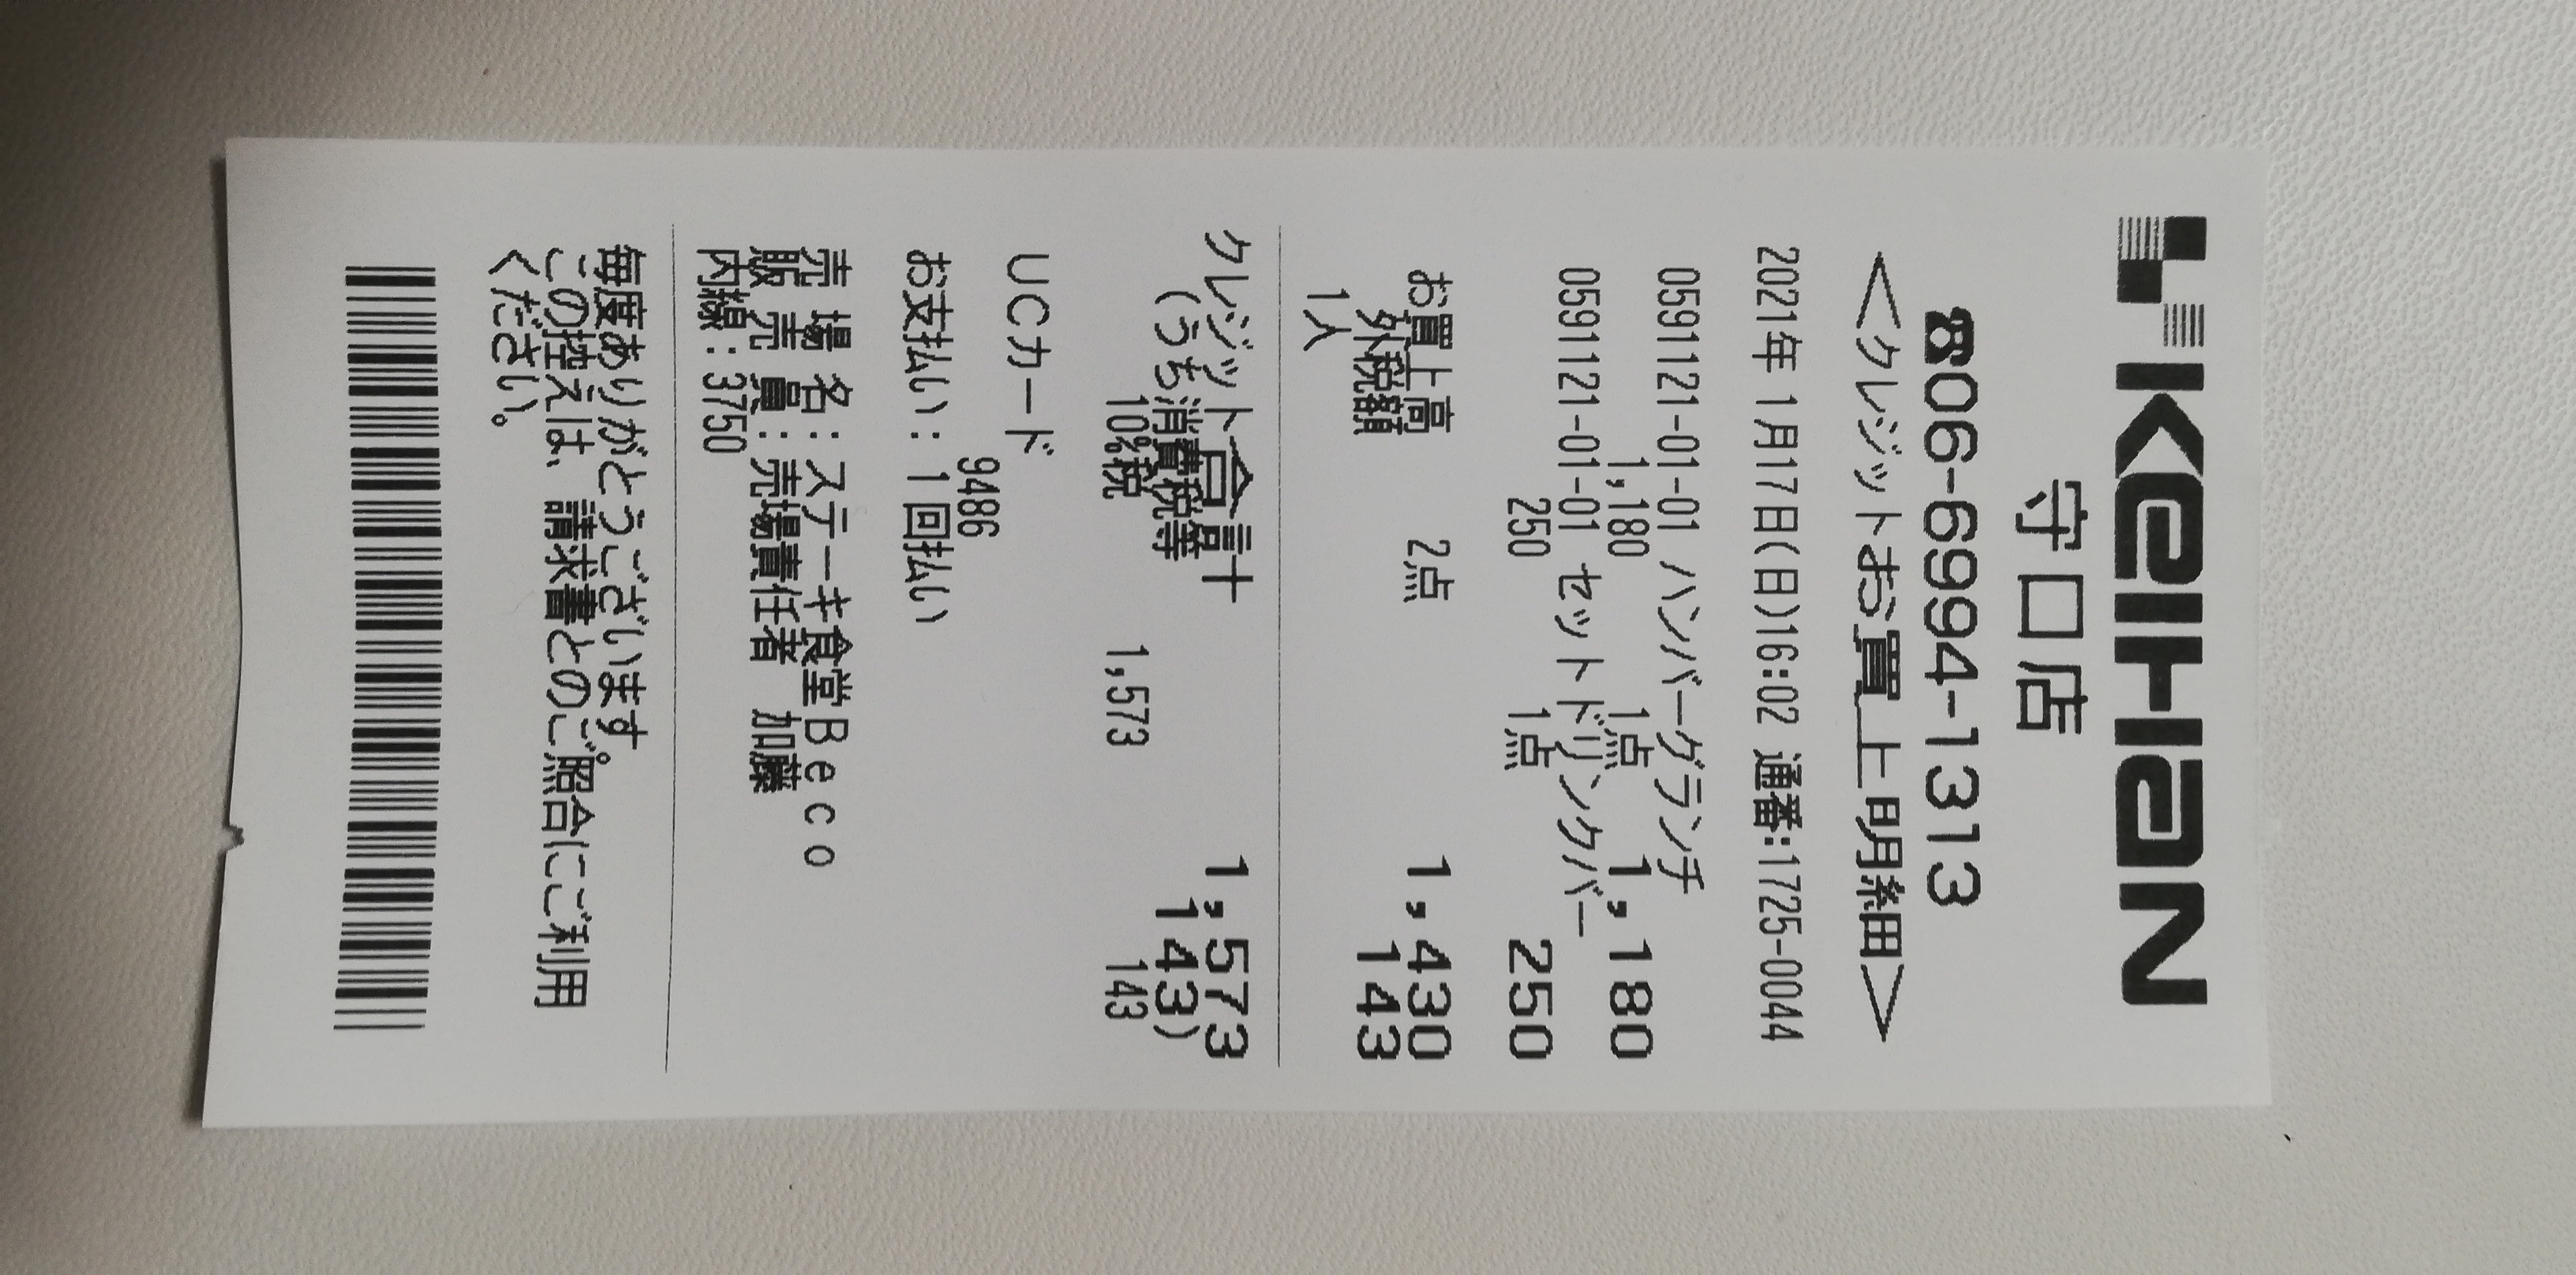 KEIHAN
守口店
☎06-6994-1313
<クレジットお買上明細>
2021年 1月17日(日)16:02 通番:1725-0044
0591121-01-01 ハンバーグランチ
1,180 1点 1,180
0591121-01-01 セットドリンクバー
250 1点 250
お買上高 2点 1,430
外税額 143
1人
クレジット合計 1,573
(うち消費税等 143)
10%税 1,573 143
UCカード
9486
お支払い: 1回払い
売 場 名:ステーキ食堂Beco
販 売 員:売場責任者 加藤
内線:3750
毎度ありがとうございます。
この控えは、請求書とのご照合にご利用
ください。